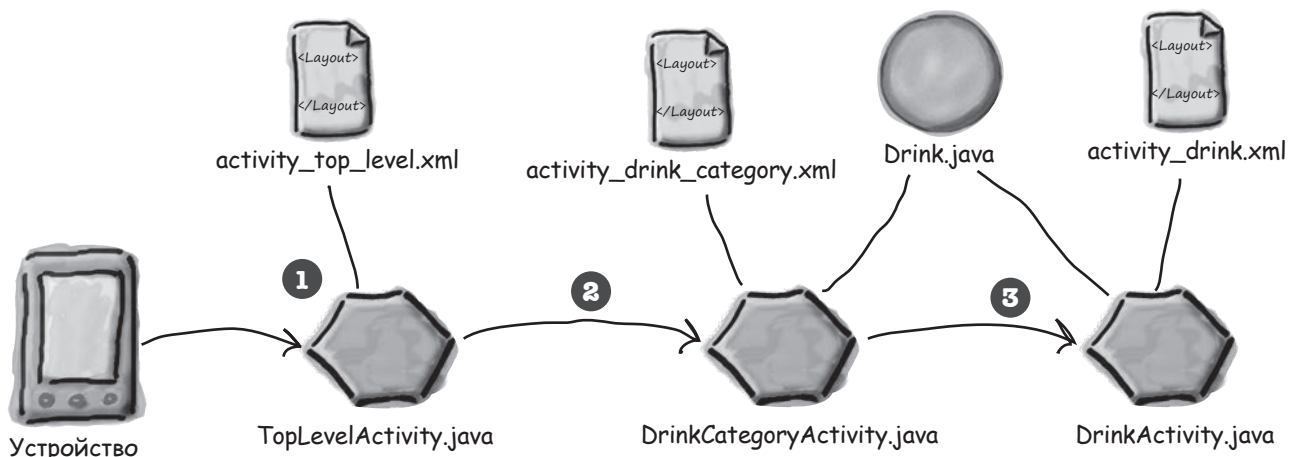 <Layout>
</Layout>
activity_top_level.xml
<Layout>
</Layout>
activity_drink_category.xml
Drink.java
<Layout>
</Layout>
activity_drink.xml
1
2
3
Устройство
TopLevelActivity.java
DrinkCategoryActivity.java
DrinkActivity.java